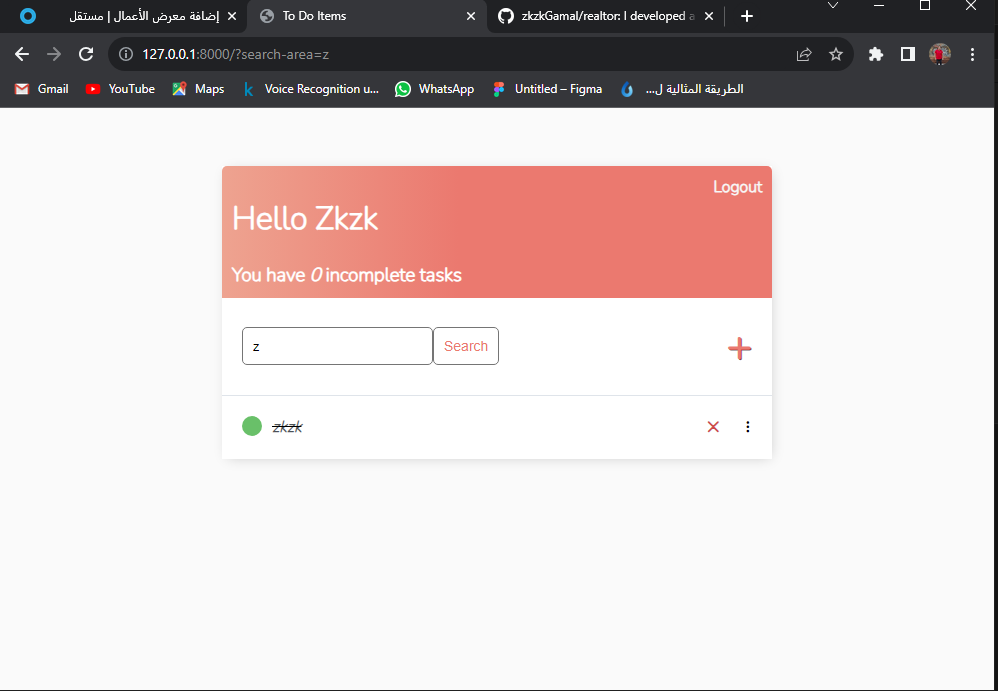 إضافة معرض الأعمال | مستقل
To Do Items
zkzkGamal/realtor: I developed a
127.0.0.1:8000/?search-area=z
Gmail
YouTube
Maps
Voice Recognition u...
WhatsApp
Untitled – Figma
الطريقة المثالية ل...
Logout
Hello Zkzk
You have 0 incomplete tasks
z
Search
zkzk